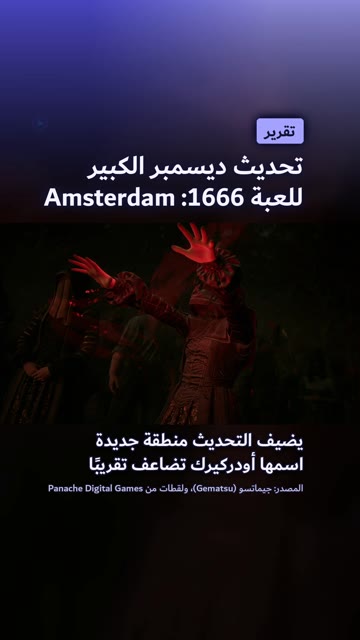 تقرير
تحديث ديسمبر الكبير
للعبة 1666: Amsterdam
يضيف التحديث منطقة جديدة
اسمها أودركيرك تضاعف تقريبًا
المصدر: جيماتسو (Gematsu)، ولقطات من Panache Digital Games